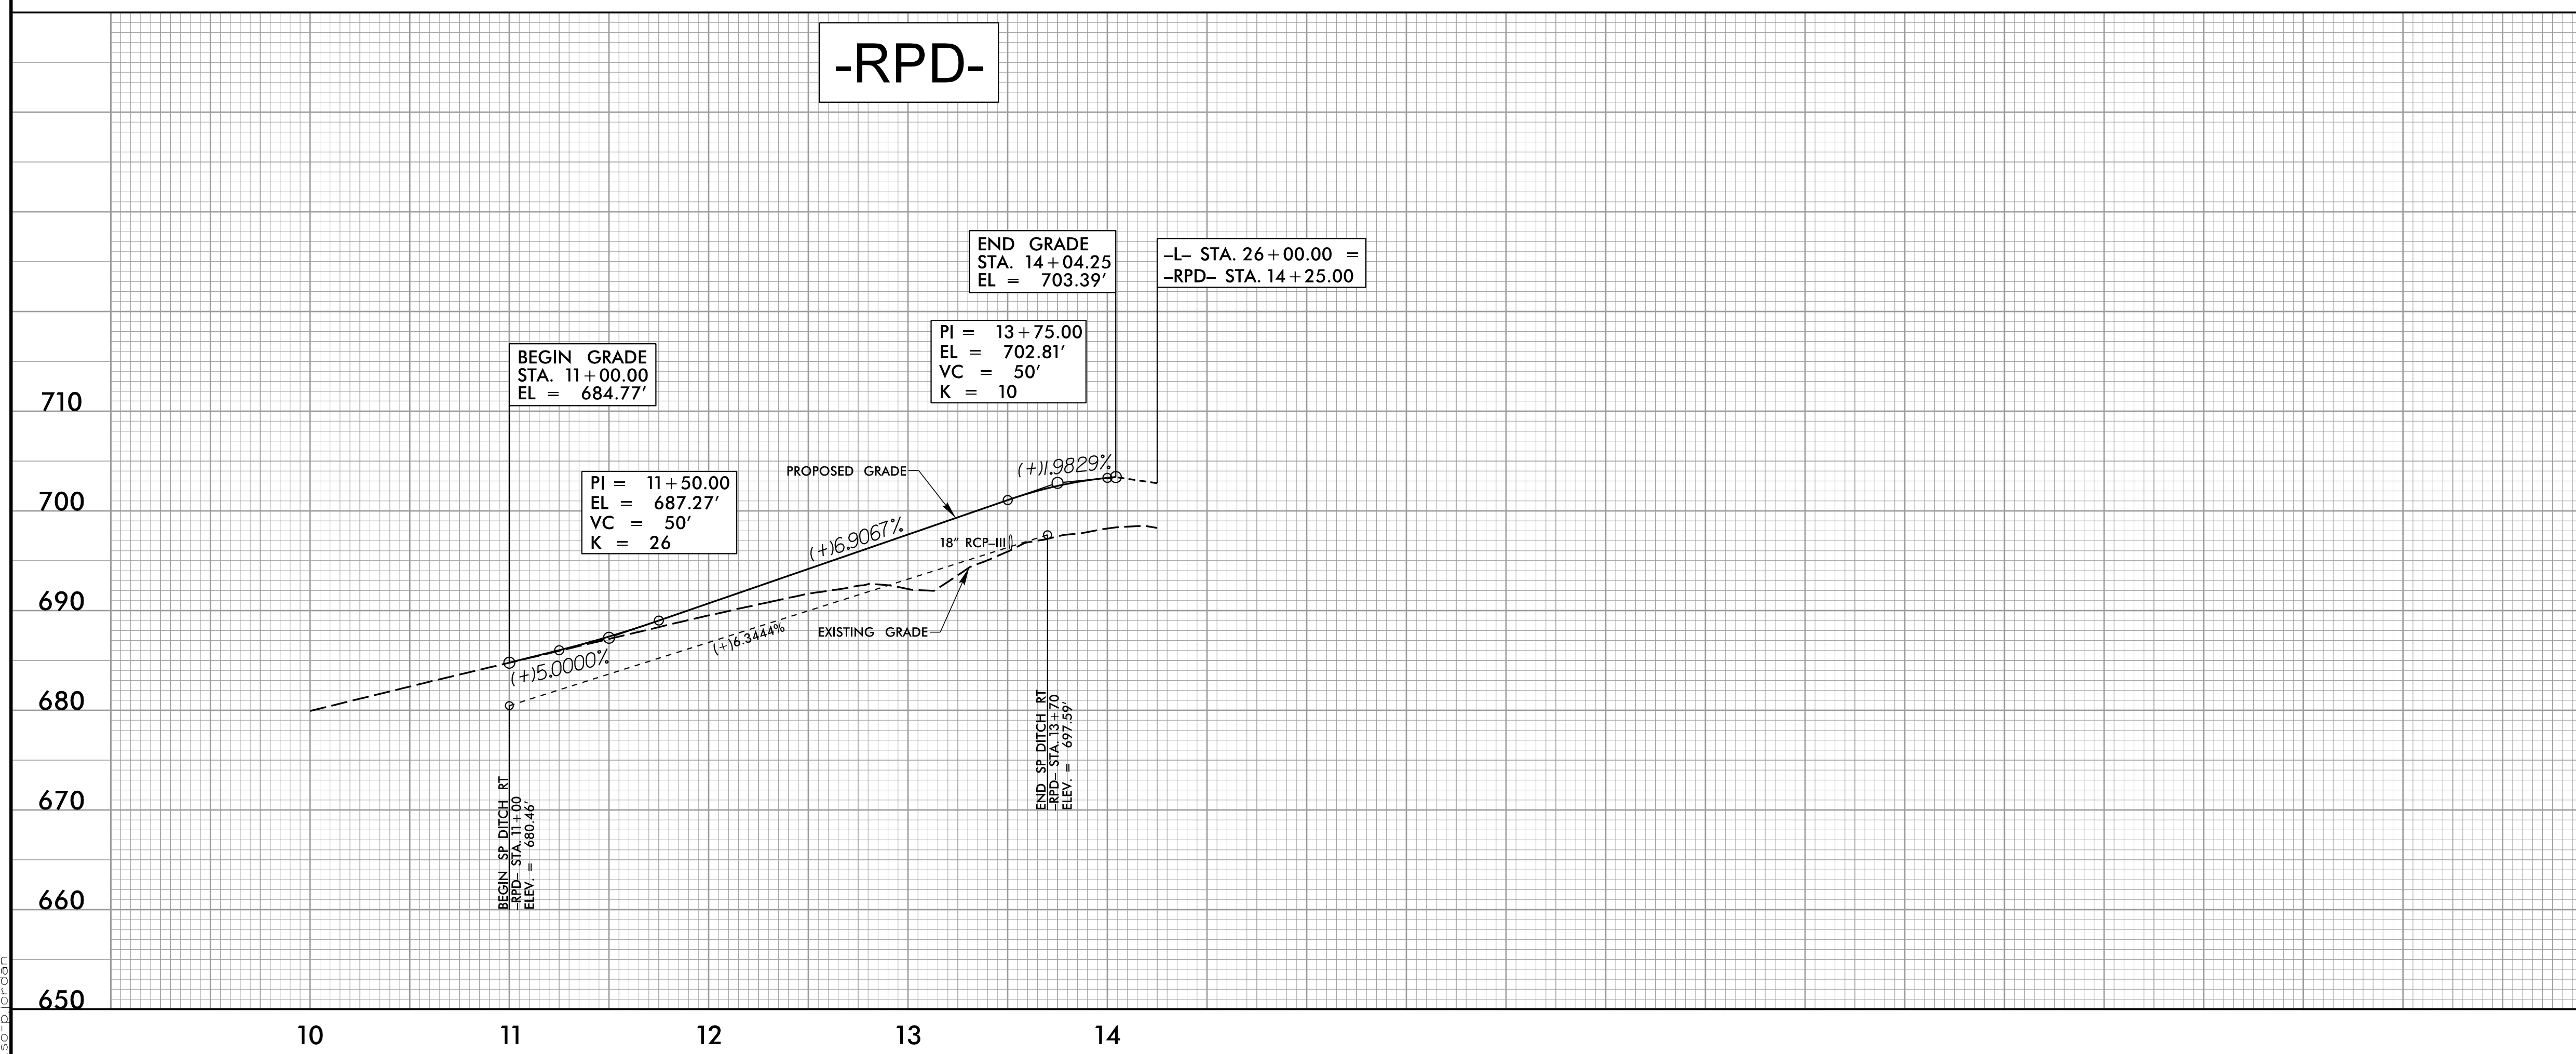 -RPD-
END GRADE
STA. 14+04.25
EL = 703.39'
-L- STA. 26+00.00 =
-RPD- STA. 14+25.00
PI = 13+75.00
EL = 702.81'
VC = 50'
K = 10
BEGIN GRADE
STA. 11+00.00
EL = 684.77'
PI = 11+50.00
EL = 687.27'
VC = 50'
K = 26
PROPOSED GRADE
(+)1.9829%
(+)6.9067%
18" RCP-III
(+)6.3444%
EXISTING GRADE
(+)5.0000%
END SP DITCH RT
-RPD- STA. 13+70
ELEV. = 697.59'
BEGIN SP DITCH RT
-RPD- STA. 11+00
ELEV. = 680.46'
710
700
690
680
670
660
650
10 11 12 13 14
so-p.jordan